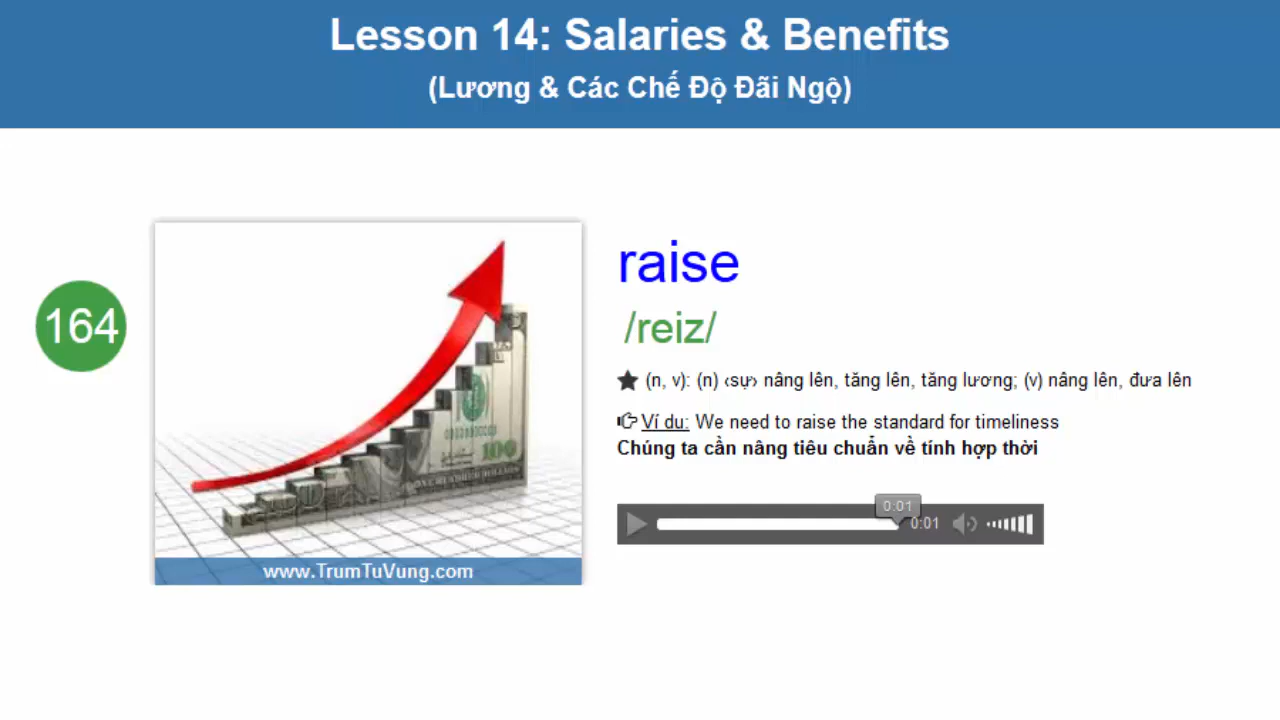 Lesson 14: Salaries & Benefits
(Lương & Các Chế Độ Đãi Ngộ)
164
raise
/reiz/
(n, v): (n) ‹sự› nâng lên, tăng lên, tăng lương; (v) nâng lên, đưa lên
Ví dụ: We need to raise the standard for timeliness
Chúng ta cần nâng tiêu chuẩn về tính hợp thời
0:01
0:01
100
www.TrumTuVung.com